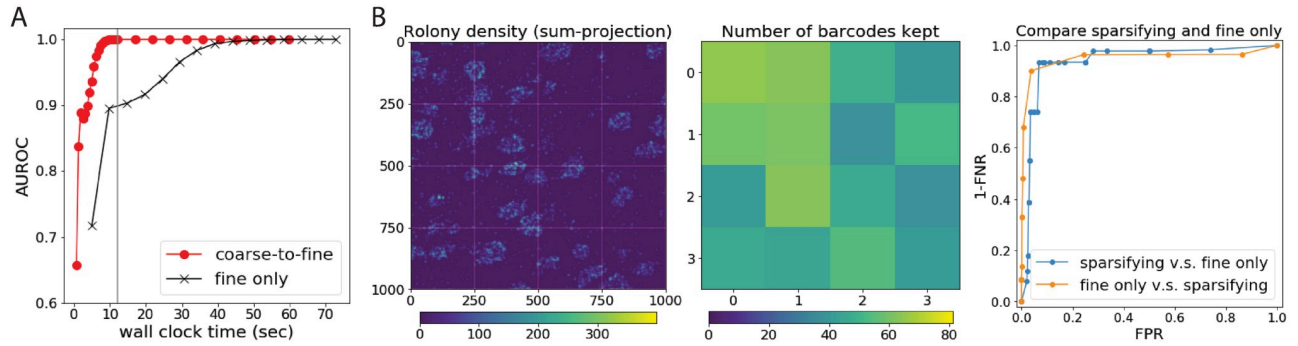 A
1.0
0.9
0.8
0.7
0.6
AUROC
coarse-to-fine
fine only
0 10 20 30 40 50 60 70
wall clock time (sec)
B
Rolony density (sum-projection)
0
250
500
750
1000
0 250 500 750 1000
0 100 200 300
Number of barcodes kept
0
1
2
3
0 1 2 3
0 20 40 60 80
Compare sparsifying and fine only
1.0
0.8
0.6
0.4
0.2
0.0
1-FNR
sparsifying v.s. fine only
fine only v.s. sparsifying
0.0 0.2 0.4 0.6 0.8 1.0
FPR